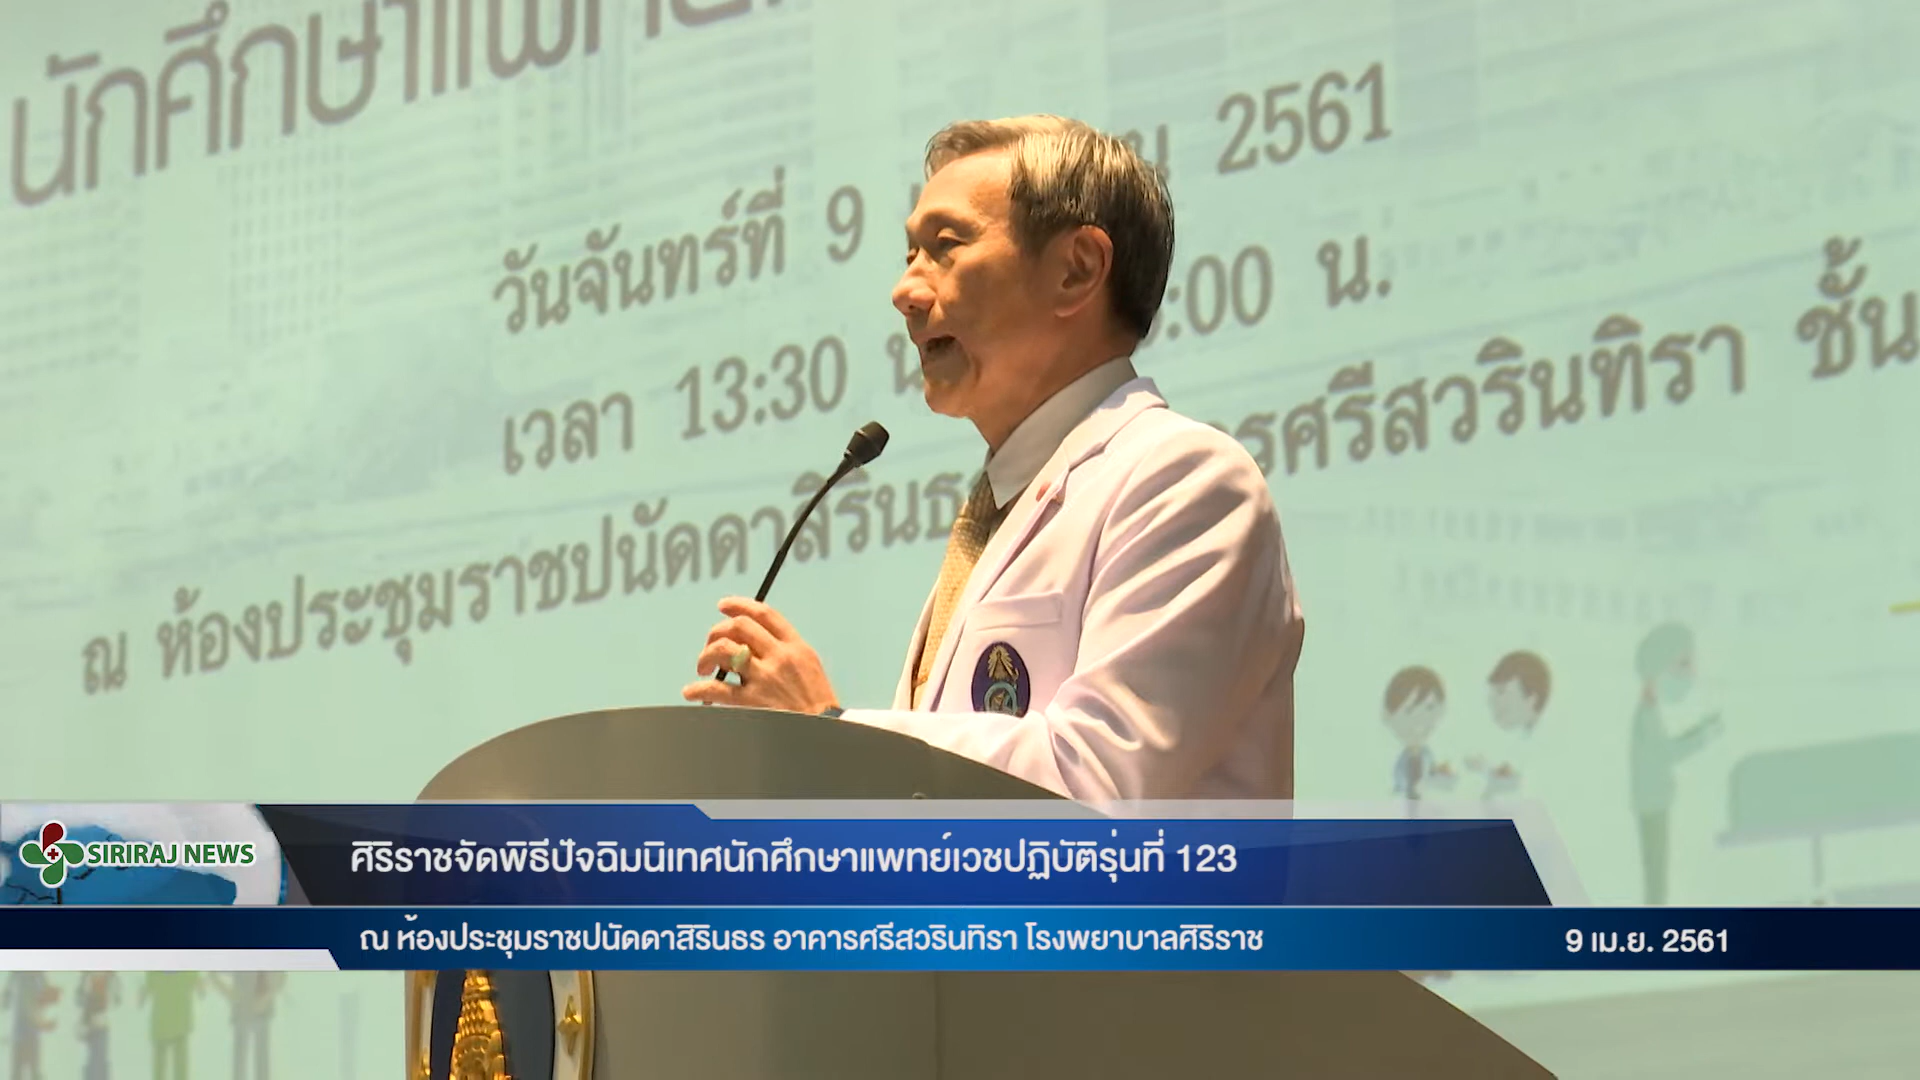 นักศึกษาแพทย์
วันจันทร์ที่ 9 น 2561
เวลา 13:30 น :00 น.
ณ ห้องประชุมราชปนัดดาสิรินธร รศรีสวรินทิรา ชั้น
SIRIRAJ NEWS
ศิริราชจัดพิธีปัจฉิมนิเทศนักศึกษาแพทย์เวชปฏิบัติรุ่นที่ 123
ณ ห้องประชุมราชปนัดดาสิรินธร อาคารศรีสวรินทิรา โรงพยาบาลศิริราช
9 เม.ย. 2561